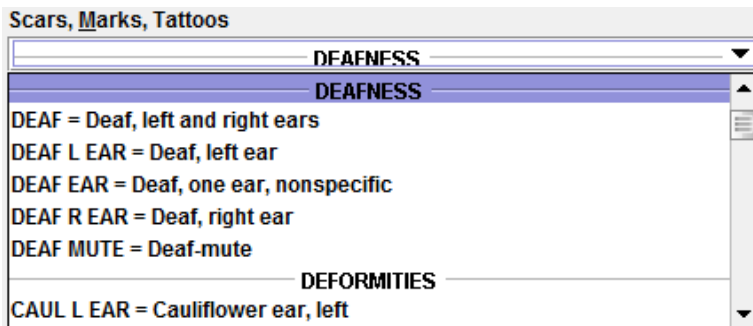 Scars, Marks, Tattoos
DEAFNESS
DEAFNESS
DEAF = Deaf, left and right ears
DEAF L EAR = Deaf, left ear
DEAF EAR = Deaf, one ear, nonspecific
DEAF R EAR = Deaf, right ear
DEAF MUTE = Deaf-mute
DEFORMITIES
CAUL L EAR = Cauliflower ear, left